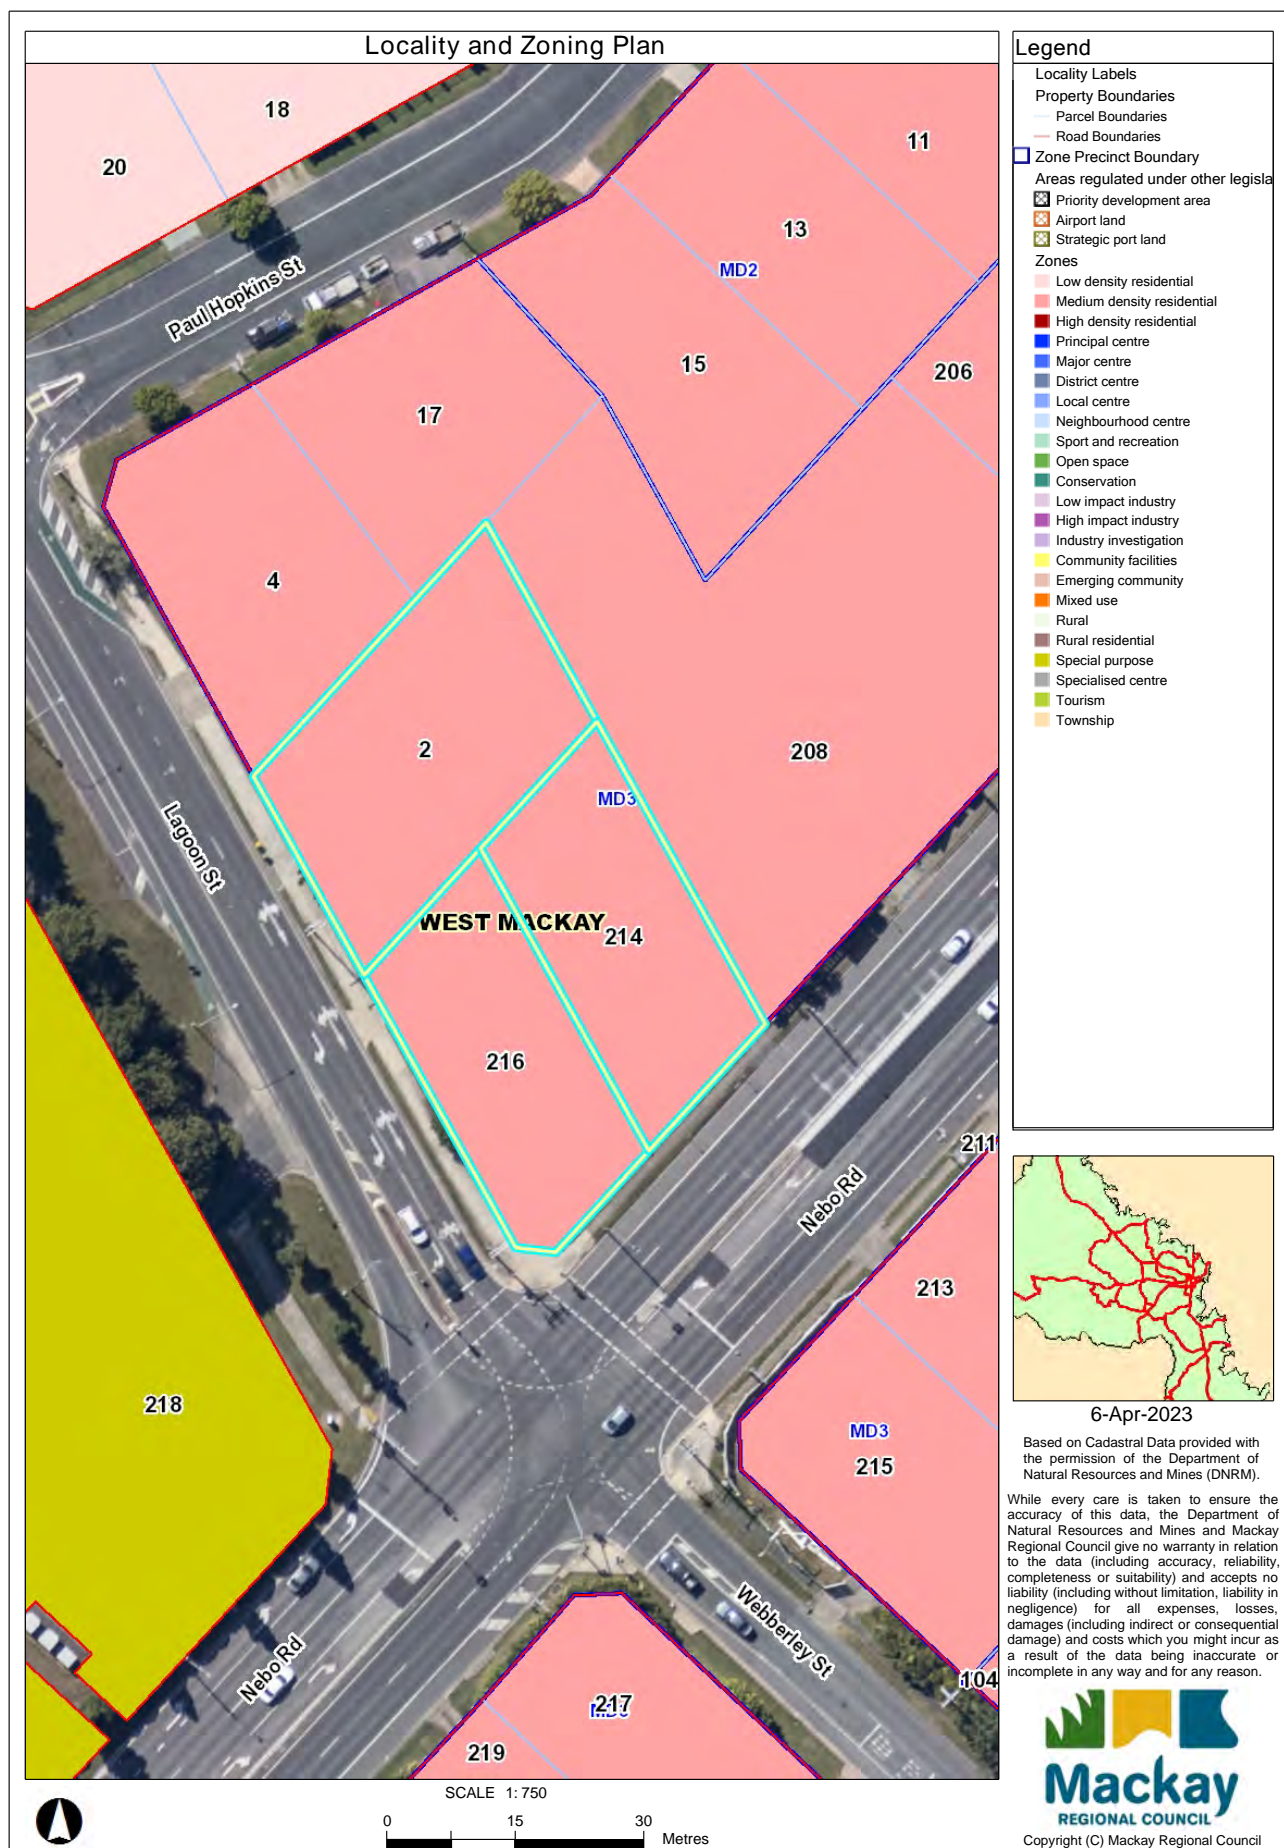 Locality and Zoning Plan
18
20
11
13
MD2
Paul Hopkins St
15
206
17
4
2
208
MD3
Lagoon St
WEST MACKAY
214
216
211
Nebo Rd
213
218
MD3
215
Webberley St
Nebo Rd
104
217
219
SCALE 1:750
0 15 30
Metres
Legend
Locality Labels
Property Boundaries
Parcel Boundaries
Road Boundaries
Zone Precinct Boundary
Areas regulated under other legisla
Priority development area
Airport land
Strategic port land
Zones
Low density residential
Medium density residential
High density residential
Principal centre
Major centre
District centre
Local centre
Neighbourhood centre
Sport and recreation
Open space
Conservation
Low impact industry
High impact industry
Industry investigation
Community facilities
Emerging community
Mixed use
Rural
Rural residential
Special purpose
Specialised centre
Tourism
Township
6-Apr-2023
Based on Cadastral Data provided with
the permission of the Department of
Natural Resources and Mines (DNRM).
While every care is taken to ensure the
accuracy of this data, the Department of
Natural Resources and Mines and Mackay
Regional Council give no warranty in relation
to the data (including accuracy, reliability,
completeness or suitability) and accepts no
liability (including without limitation, liability in
negligence) for all expenses, losses,
damages (including indirect or consequential
damage) and costs which you might incur as
a result of the data being inaccurate or
incomplete in any way and for any reason.
Mackay
REGIONAL COUNCIL
Copyright (C) Mackay Regional Council